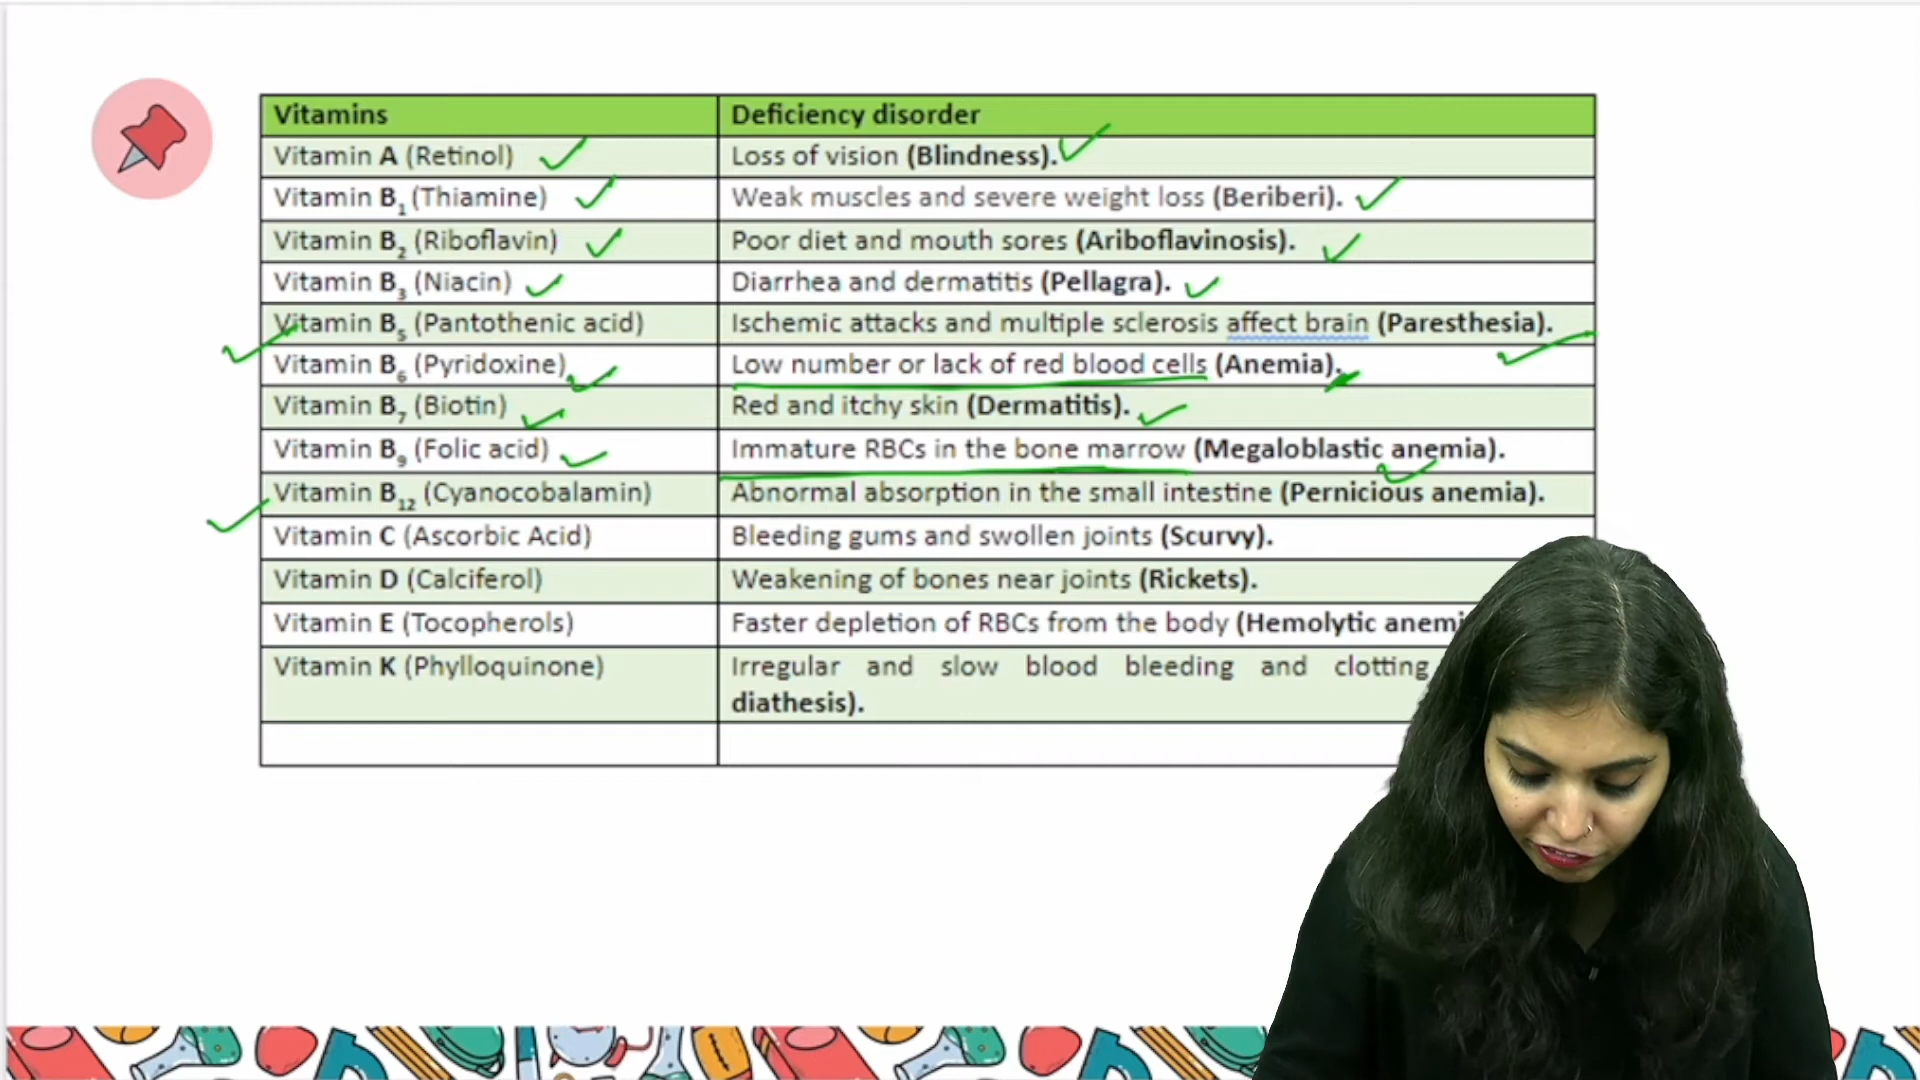 Vitamins Deficiency disorder
Vitamin A (Retinol) Loss of vision (Blindness).
Vitamin B1 (Thiamine) Weak muscles and severe weight loss (Beriberi).
Vitamin B2 (Riboflavin) Poor diet and mouth sores (Ariboflavinosis).
Vitamin B3 (Niacin) Diarrhea and dermatitis (Pellagra).
Vitamin B5 (Pantothenic acid) Ischemic attacks and multiple sclerosis affect brain (Paresthesia).
Vitamin B6 (Pyridoxine) Low number or lack of red blood cells (Anemia).
Vitamin B7 (Biotin) Red and itchy skin (Dermatitis).
Vitamin B9 (Folic acid) Immature RBCs in the bone marrow (Megaloblastic anemia).
Vitamin B12 (Cyanocobalamin) Abnormal absorption in the small intestine (Pernicious anemia).
Vitamin C (Ascorbic Acid) Bleeding gums and swollen joints (Scurvy).
Vitamin D (Calciferol) Weakening of bones near joints (Rickets).
Vitamin E (Tocopherols) Faster depletion of RBCs from the body (Hemolytic
Vitamin K (Phylloquinone) Irregular and slow blood bleeding and clotting
diathesis).